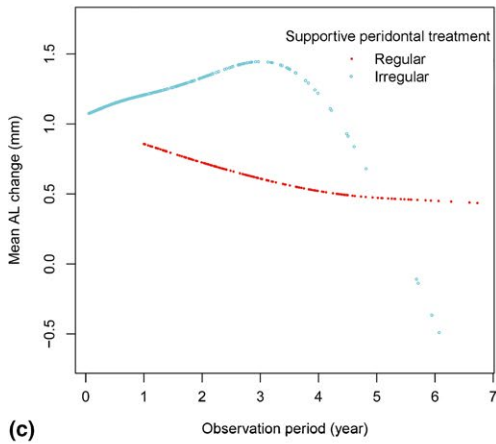 Supportive peridontal treatment
Regular
Irregular
Mean AL change (mm)
1.5
1.0
0.5
0.0
−0.5
0 1 2 3 4 5 6 7
Observation period (year)
(c)